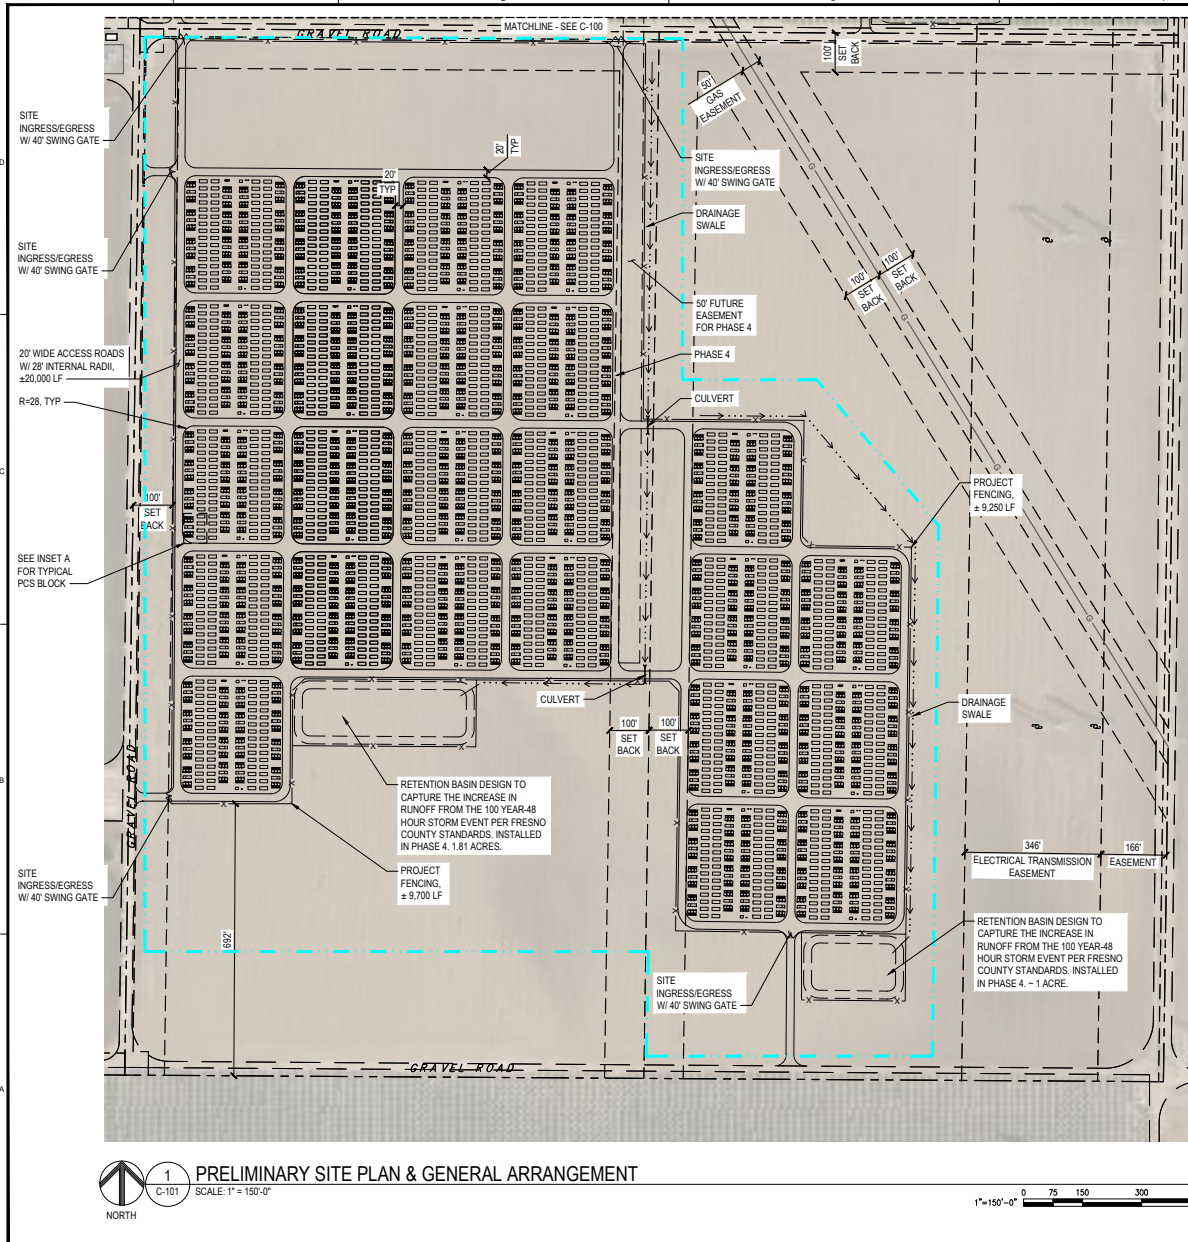 MATCHLINE - SEE C-100
GRAVEL ROAD
100'
SET
BACK
50'
GAS
EASEMENT
SITE
INGRESS/EGRESS
W/ 40' SWING GATE
20'
TYP
20'
TYP
SITE
INGRESS/EGRESS
W/ 40' SWING GATE
DRAINAGE
SWALE
SITE
INGRESS/EGRESS
W/ 40' SWING GATE
100'
SET
BACK
100'
SET
BACK
50' FUTURE
EASEMENT
FOR PHASE 4
20' WIDE ACCESS ROADS
W/ 28' INTERNAL RADII,
±20,000 LF
PHASE 4
R=28, TYP
CULVERT
PROJECT
FENCING,
± 9,250 LF
100'
SET
BACK
SEE INSET A
FOR TYPICAL
PCS BLOCK
CULVERT
DRAINAGE
SWALE
100'
SET
BACK
100'
SET
BACK
GRAVEL ROAD
RETENTION BASIN DESIGN TO
CAPTURE THE INCREASE IN
RUNOFF FROM THE 100 YEAR-48
HOUR STORM EVENT PER FRESNO
COUNTY STANDARDS. INSTALLED
IN PHASE 4. 1.81 ACRES.
346'
ELECTRICAL TRANSMISSION
EASEMENT
166'
EASEMENT
SITE
INGRESS/EGRESS
W/ 40' SWING GATE
PROJECT
FENCING,
± 9,700 LF
692'
RETENTION BASIN DESIGN TO
CAPTURE THE INCREASE IN
RUNOFF FROM THE 100 YEAR-48
HOUR STORM EVENT PER FRESNO
COUNTY STANDARDS. INSTALLED
IN PHASE 4. ~ 1 ACRE.
SITE
INGRESS/EGRESS
W/ 40' SWING GATE
GRAVEL ROAD
1
C-101
PRELIMINARY SITE PLAN & GENERAL ARRANGEMENT
SCALE: 1" = 150'-0"
NORTH
1"=150'-0"
0 75 150 300
D
C
B
A
G
G
G
G